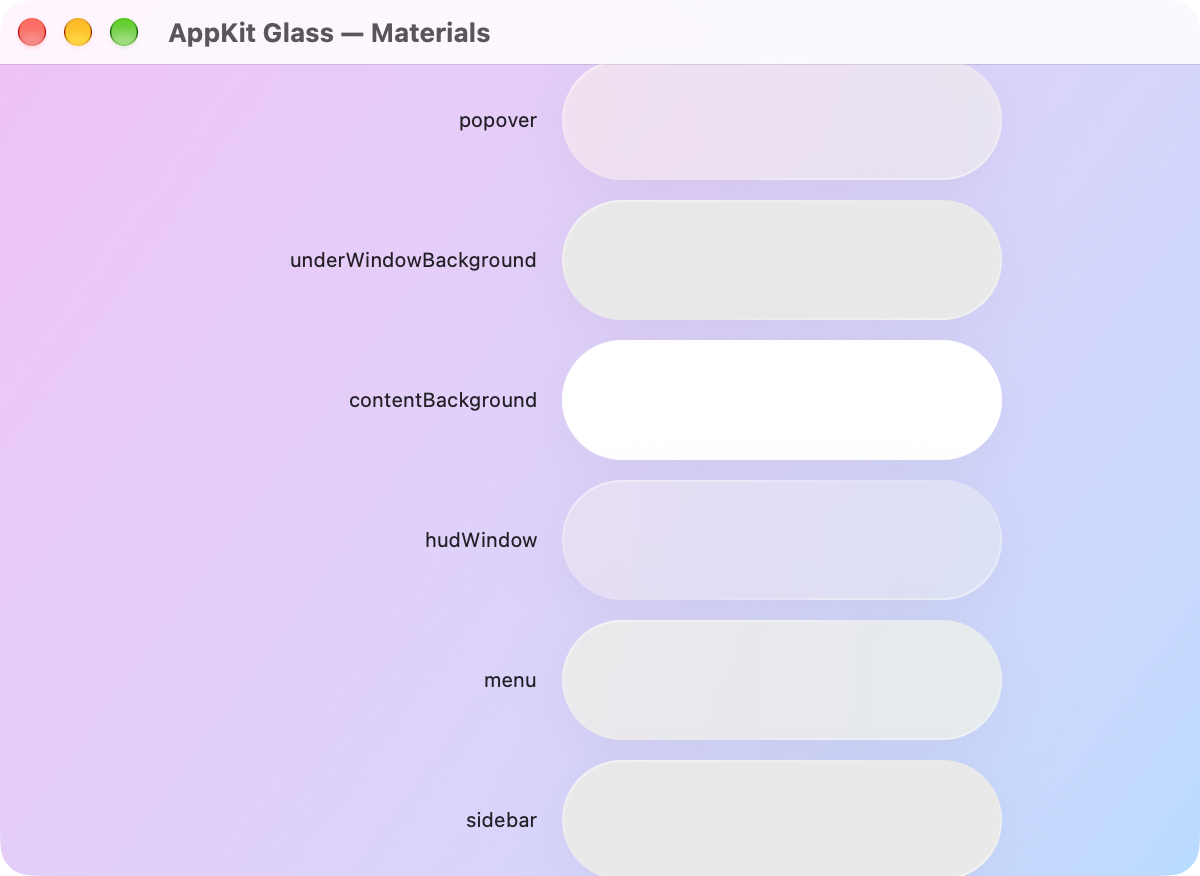 AppKit Glass — Materials
popover
underWindowBackground
contentBackground
hudWindow
menu
sidebar